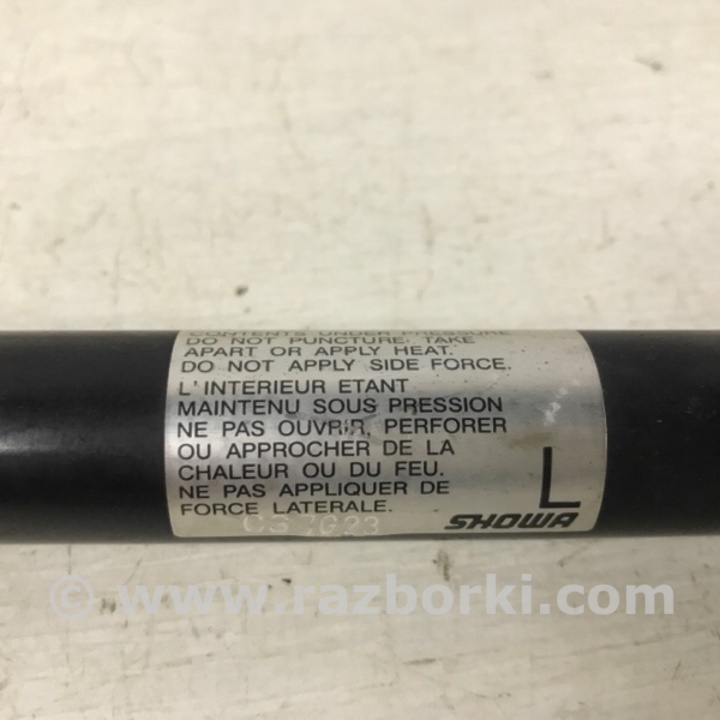 CONTENTS UNDER PRESSURE
DO NOT PUNCTURE, TAKE
APART OR APPLY HEAT.
DO NOT APPLY SIDE FORCE.
L'INTERIEUR ETANT
MAINTENU SOUS PRESSION
NE PAS OUVRIR, PERFORER
OU APPROCHER DE LA
CHALEUR OU DU FEU.
NE PAS APPLIQUER DE
FORCE LATERALE.
L
SHOWA
© www.razborki.com